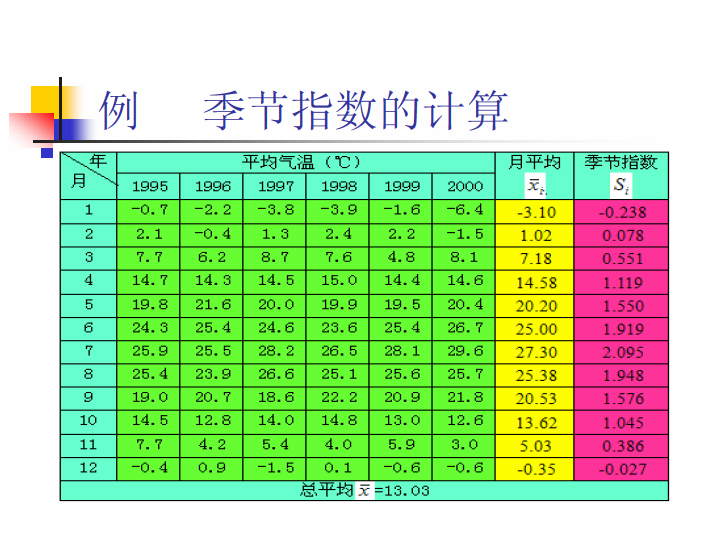 例 季节指数的计算
年 平均气温(℃) 月平均 季节指数
月 1995 1996 1997 1998 1999 2000 x̄i. Si
1 -0.7 -2.2 -3.8 -3.9 -1.6 -6.4 -3.10 -0.238
2 2.1 -0.4 1.3 2.4 2.2 -1.5 1.02 0.078
3 7.7 6.2 8.7 7.6 4.8 8.1 7.18 0.551
4 14.7 14.3 14.5 15.0 14.4 14.6 14.58 1.119
5 19.8 21.6 20.0 19.9 19.5 20.4 20.20 1.550
6 24.3 25.4 24.6 23.6 25.4 26.7 25.00 1.919
7 25.9 25.5 28.2 26.5 28.1 29.6 27.30 2.095
8 25.4 23.9 26.6 25.1 25.6 25.7 25.38 1.948
9 19.0 20.7 18.6 22.2 20.9 21.8 20.53 1.576
10 14.5 12.8 14.0 14.8 13.0 12.6 13.62 1.045
11 7.7 4.2 5.4 4.0 5.9 3.0 5.03 0.386
12 -0.4 0.9 -1.5 0.1 -0.6 -0.6 -0.35 -0.027
总平均 x̄ =13.03